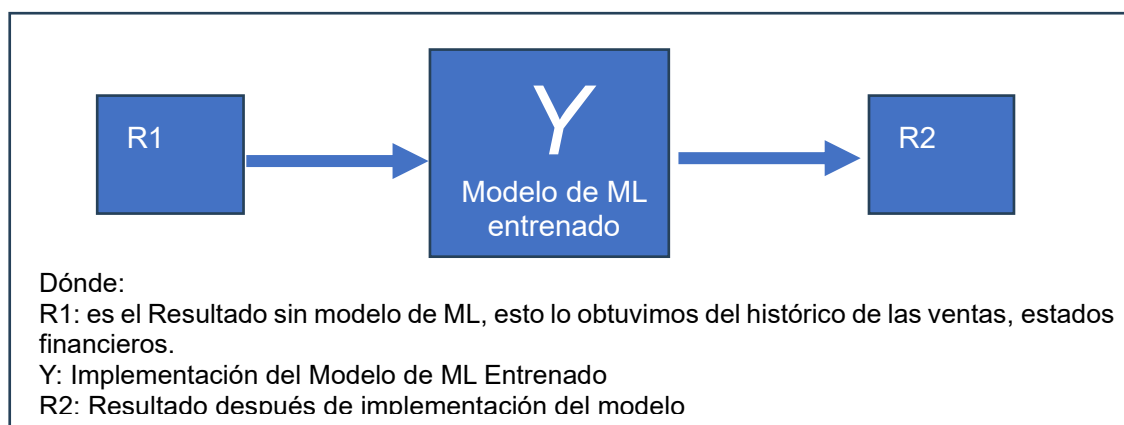 R1
Y
Modelo de ML
entrenado
R2
Dónde:
R1: es el Resultado sin modelo de ML, esto lo obtuvimos del histórico de las ventas, estados
financieros.
Y: Implementación del Modelo de ML Entrenado
R2: Resultado después de implementación del modelo